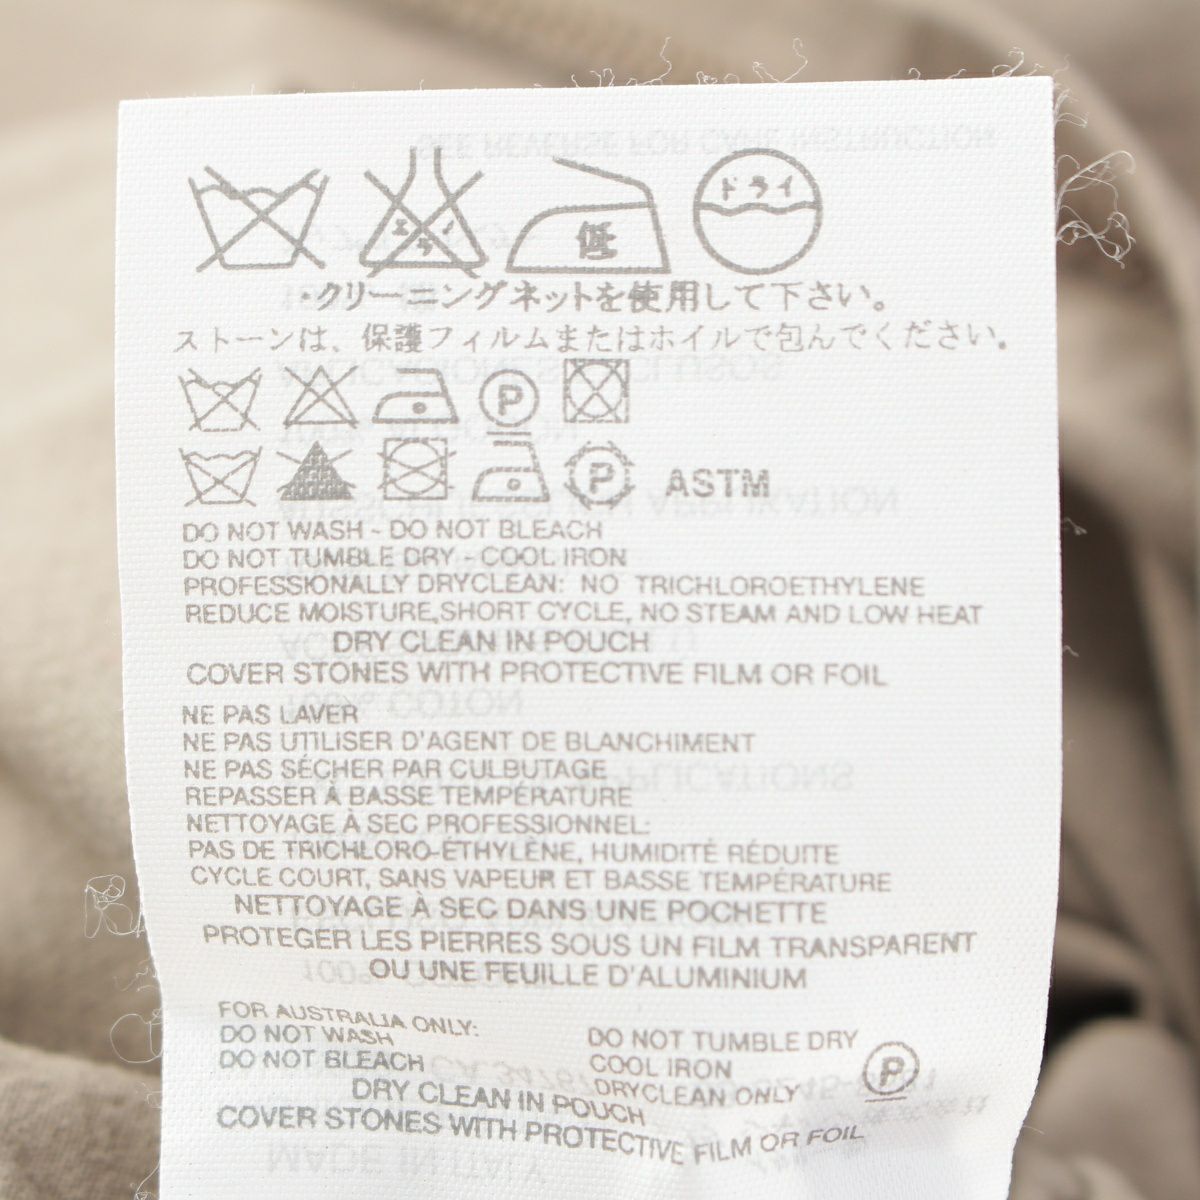 エンソ
低
ドライ
・クリーニングネットを使用して下さい。
ストーンは、保護フィルムまたはホイルで包んでください。
P
P ASTM
DO NOT WASH - DO NOT BLEACH
DO NOT TUMBLE DRY - COOL IRON
PROFESSIONALLY DRYCLEAN: NO TRICHLOROETHYLENE
REDUCE MOISTURE,SHORT CYCLE, NO STEAM AND LOW HEAT
DRY CLEAN IN POUCH
COVER STONES WITH PROTECTIVE FILM OR FOIL
NE PAS LAVER
NE PAS UTILISER D'AGENT DE BLANCHIMENT
NE PAS SÉCHER PAR CULBUTAGE
REPASSER À BASSE TEMPÉRATURE
NETTOYAGE À SEC PROFESSIONNEL:
PAS DE TRICHLORO-ÉTHYLÈNE, HUMIDITÉ RÉDUITE
CYCLE COURT, SANS VAPEUR ET BASSE TEMPÉRATURE
NETTOYAGE À SEC DANS UNE POCHETTE
PROTEGER LES PIERRES SOUS UN FILM TRANSPARENT
OU UNE FEUILLE D'ALUMINIUM
FOR AUSTRALIA ONLY:
DO NOT WASH
DO NOT BLEACH
DO NOT TUMBLE DRY
COOL IRON
DRYCLEAN ONLY P
DRY CLEAN IN POUCH
COVER STONES WITH PROTECTIVE FILM OR FOIL